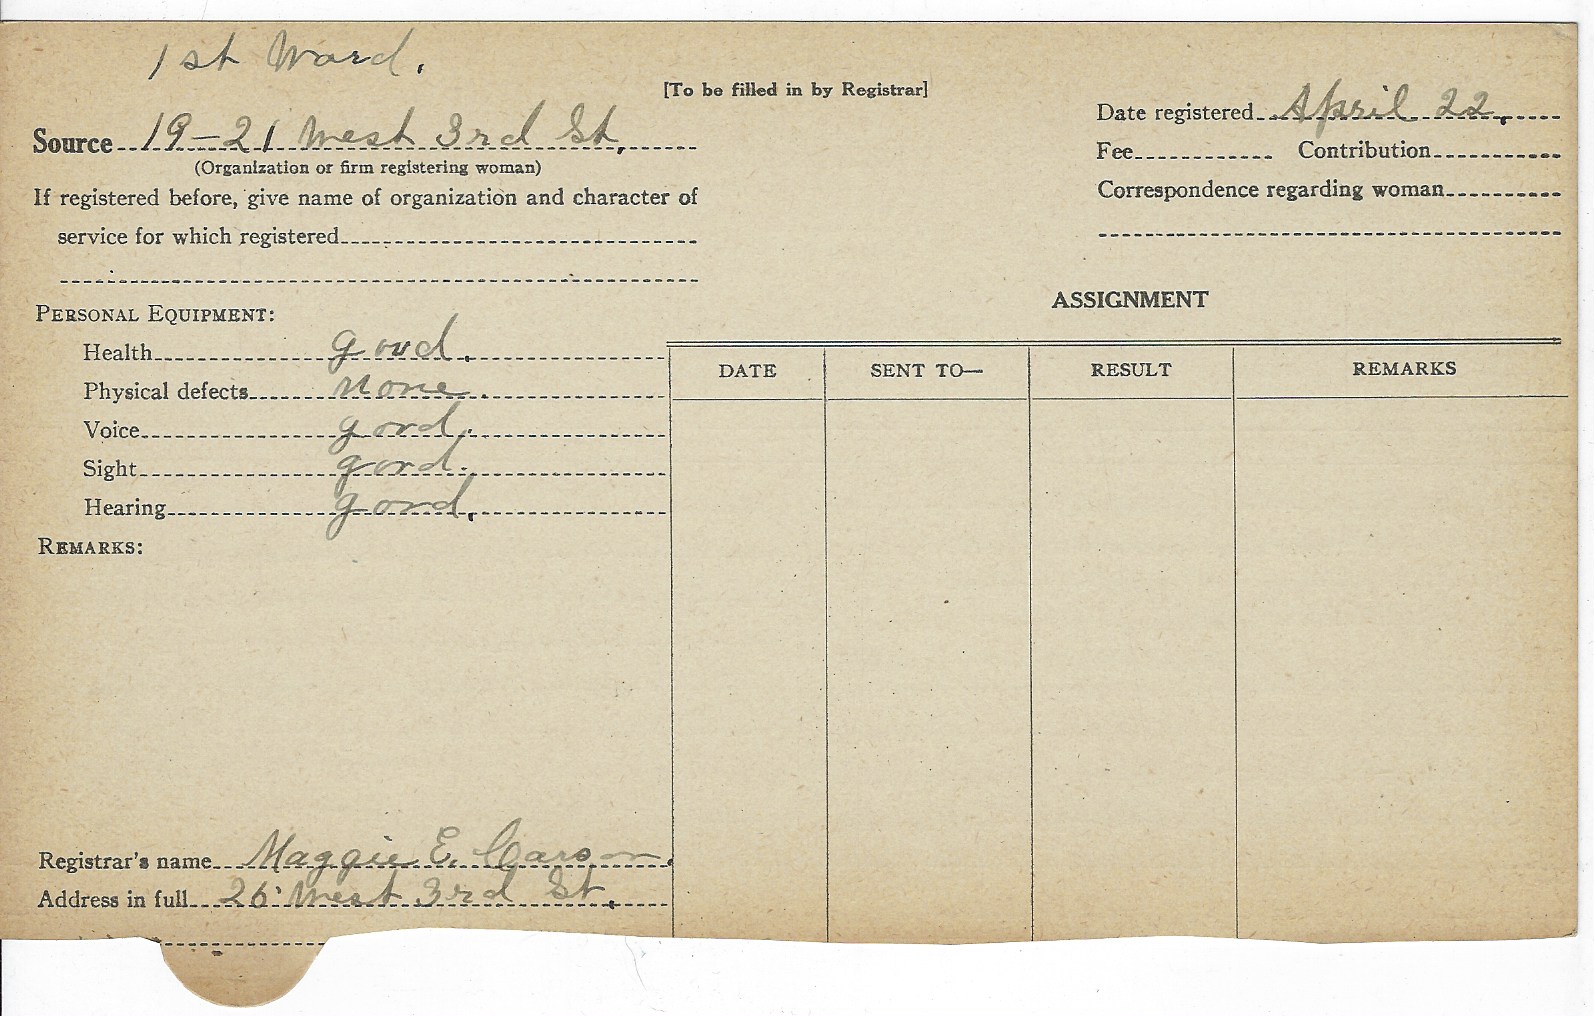 1st Ward.
[To be filled in by Registrar]
Source 19-21 West 3rd St.
(Organization or firm registering woman)
If registered before, give name of organization and character of
service for which registered
Date registered April 22.
Fee Contribution
Correspondence regarding woman
PERSONAL EQUIPMENT:
Health good.
Physical defects none.
Voice good.
Sight good.
Hearing good.
REMARKS:
ASSIGNMENT
DATE SENT TO— RESULT REMARKS
Registrar's name Maggie E. Carson.
Address in full 26 West 3rd St.